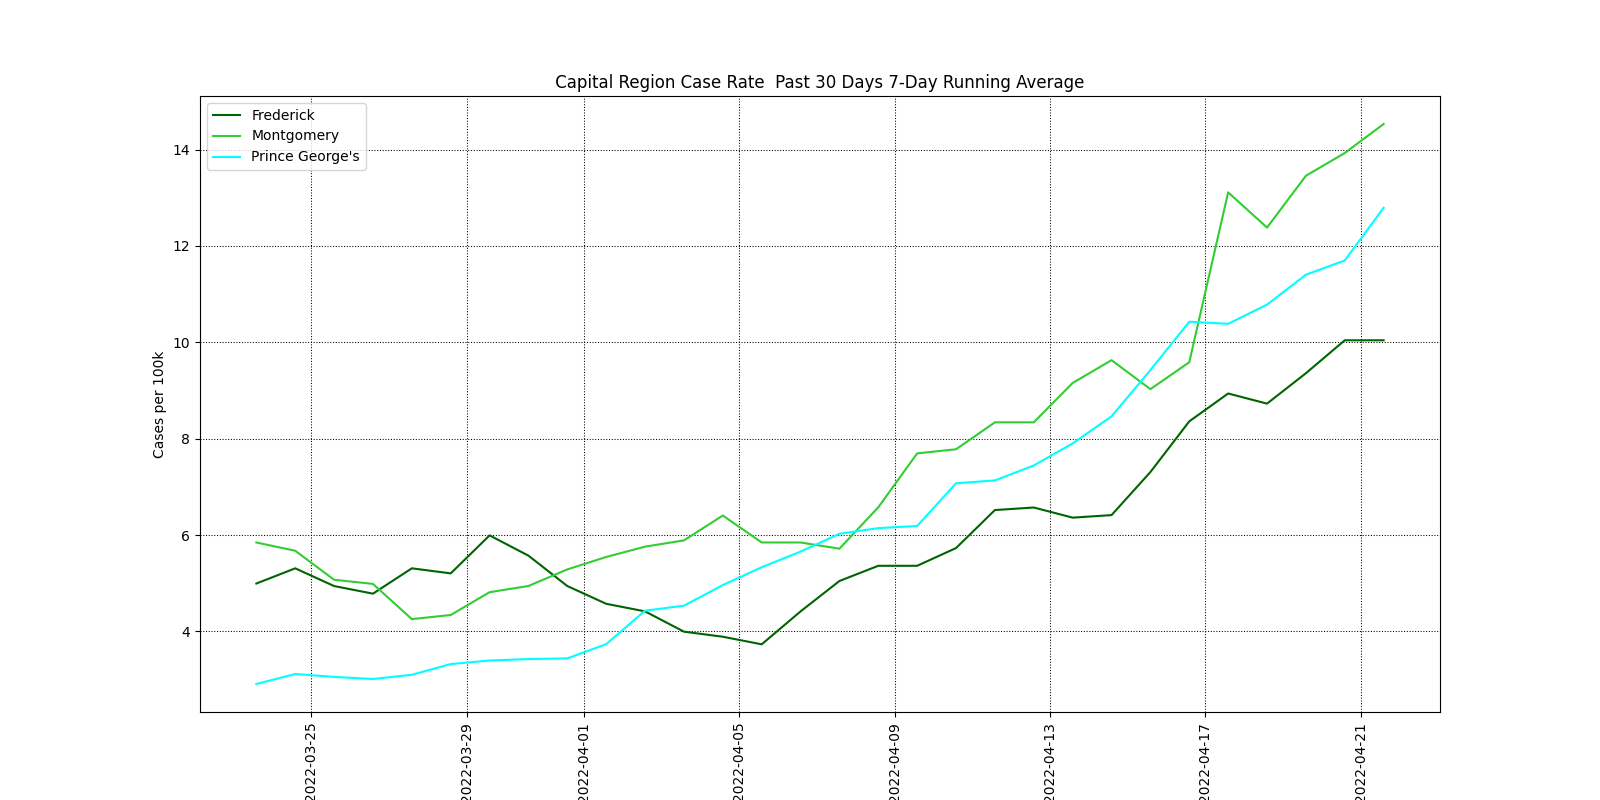 Capital Region Case Rate  Past 30 Days 7-Day Running Average
Frederick
Montgomery
Prince George's
14
12
10
8
6
4
Cases per 100k
2022-03-25
2022-03-29
2022-04-01
2022-04-05
2022-04-09
2022-04-13
2022-04-17
2022-04-21